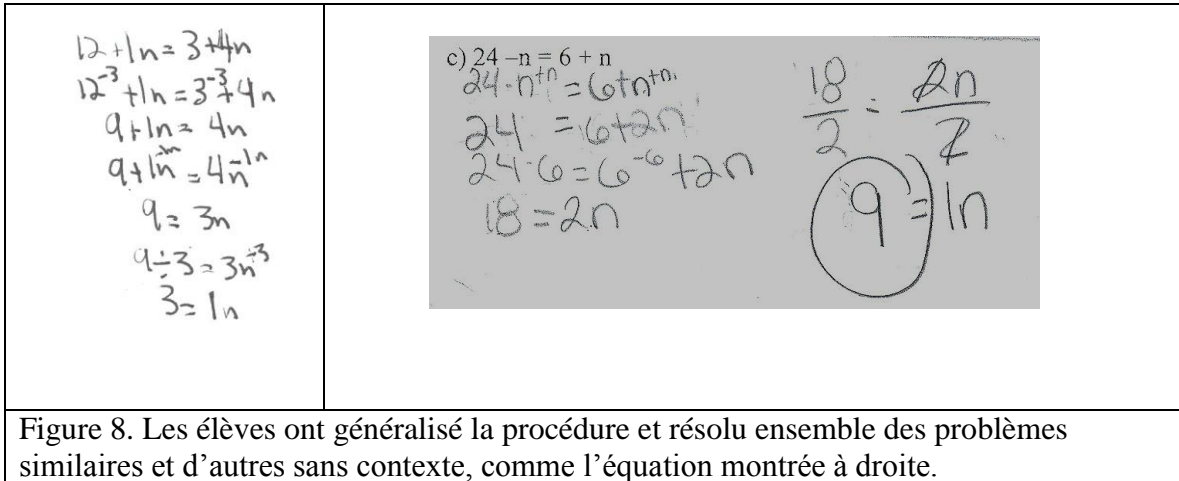 12+1n=3+4n
12⁻³+1n=3⁻³+4n
9+1n=4n
9+1n⁻¹ⁿ=4n⁻¹ⁿ
9=3n
9÷3=3n÷3
3=1n
c) 24 –n = 6 + n
24-n⁺ⁿ=6+n⁺ⁿ
24 =6+2n
24-6=6⁻⁶+2n
18=2n
18/2=2n/2
9=1n
Figure 8. Les élèves ont généralisé la procédure et résolu ensemble des problèmes
similaires et d’autres sans contexte, comme l’équation montrée à droite.